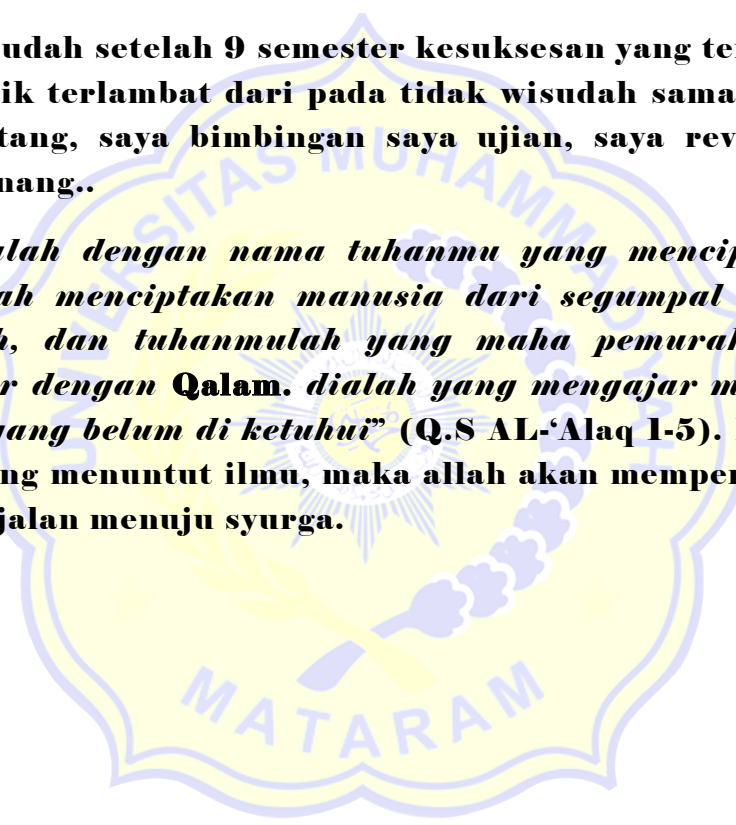 udah setelah 9 semester kesuksesan yang te
ik terlambat dari pada tidak wisudah sama
tang, saya bimbingan saya ujian, saya rev
nang..
alah dengan nama tuhanmu yang mencip
ah menciptakan manusia dari segumpal
h, dan tuhanmulah yang maha pemurah
r dengan Qalam. dialah yang mengajar m
yang belum di ketuhui” (Q.S AL-‘Alaq 1-5).
ng menuntut ilmu, maka allah akan memper
jalan menuju syurga.
UNIVERSITAS MUHAMMADIYAH
MATARAM